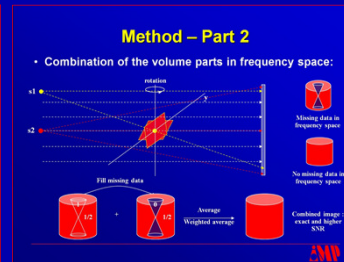 Method – Part 2
• Combination of the volume parts in frequency space:
rotation
s1
s2
Missing data in
frequency space
No missing data in
frequency space
Fill missing data
1/2
+
1/2
Average
Weighted average
Combined image :
exact and higher
SNR